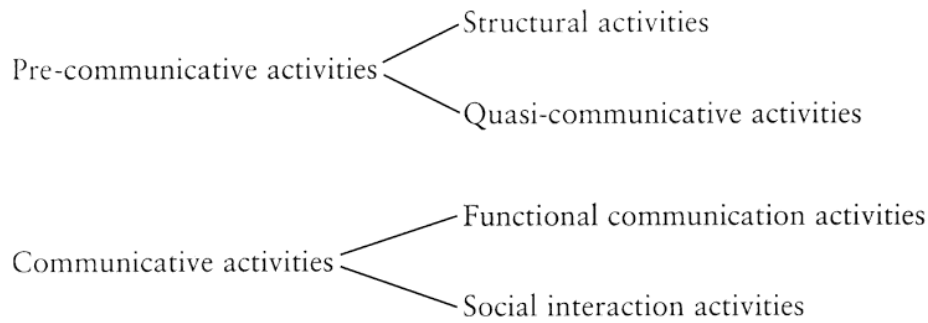 Structural activities
Pre-communicative activities
Quasi-communicative activities
Functional communication activities
Communicative activities
Social interaction activities